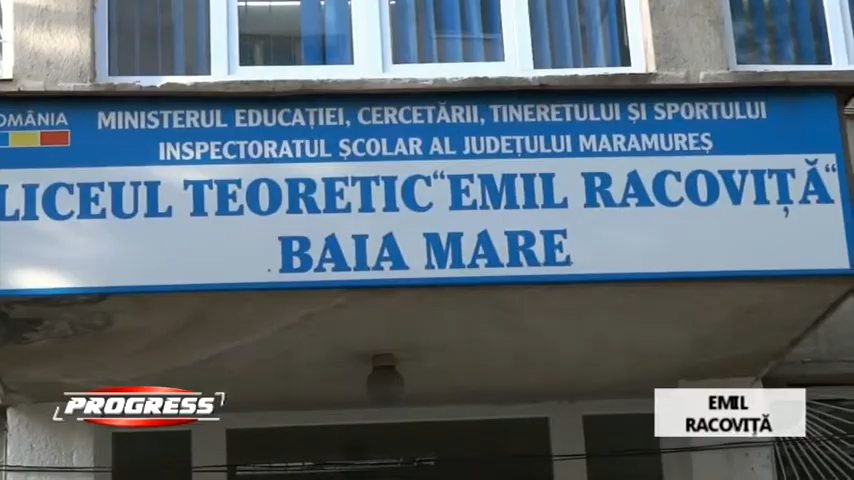 ROMÂNIA
MINISTERUL EDUCAȚIEI, CERCETĂRII, TINERETULUI ȘI SPORTULUI
INSPECTORATUL ȘCOLAR AL JUDEȚULUI MARAMUREȘ
LICEUL TEORETIC "EMIL RACOVIȚĂ"
BAIA MARE
PROGRESS
EMIL
RACOVIȚĂ